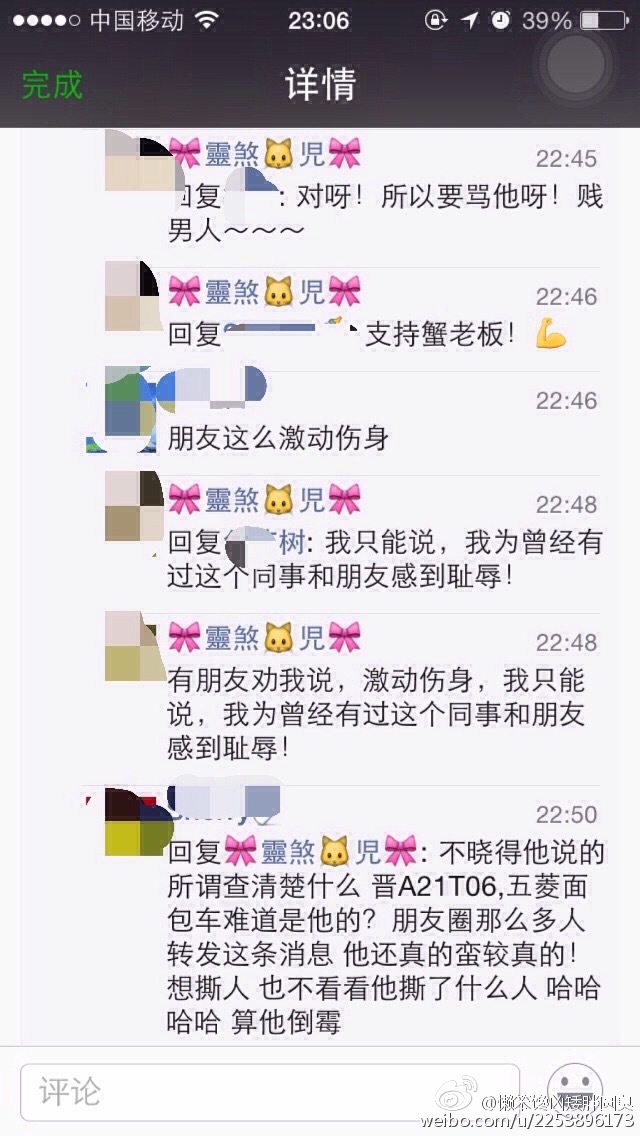 中国移动
23:06
39%
完成
详情
靈煞🐱児
22:45
回复 : 对呀！所以要骂他呀！贱
男人～～～
靈煞🐱児
22:46
回复 支持蟹老板！💪
22:46
朋友这么激动伤身
靈煞🐱児
22:48
回复 树: 我只能说，我为曾经有
过这个同事和朋友感到耻辱！
靈煞🐱児
22:48
有朋友劝我说，激动伤身，我只能
说，我为曾经有过这个同事和朋友
感到耻辱！
22:50
回复🎀靈煞🐱児🎀: 不晓得他说的
所谓查清楚什么 晋A21T06,五菱面
包车难道是他的？朋友圈那么多人
转发这条消息 他还真的蛮较真的！
想撕人 也不看看他撕了什么人 哈哈
哈哈 算他倒霉
评论
weibo.com/u/2253896173